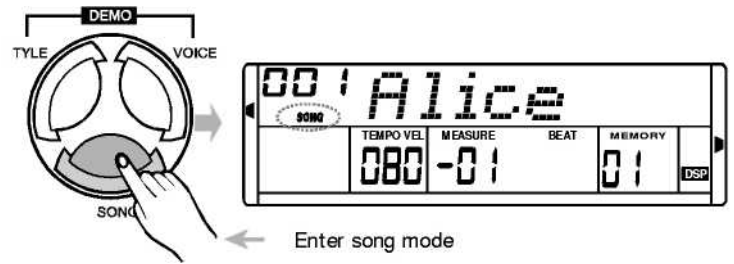 DEMO
TYLE VOICE
001 Alice
SONG
TEMPO VEL MEASURE BEAT MEMORY
080 -01 01 DSP
SONG
Enter song mode